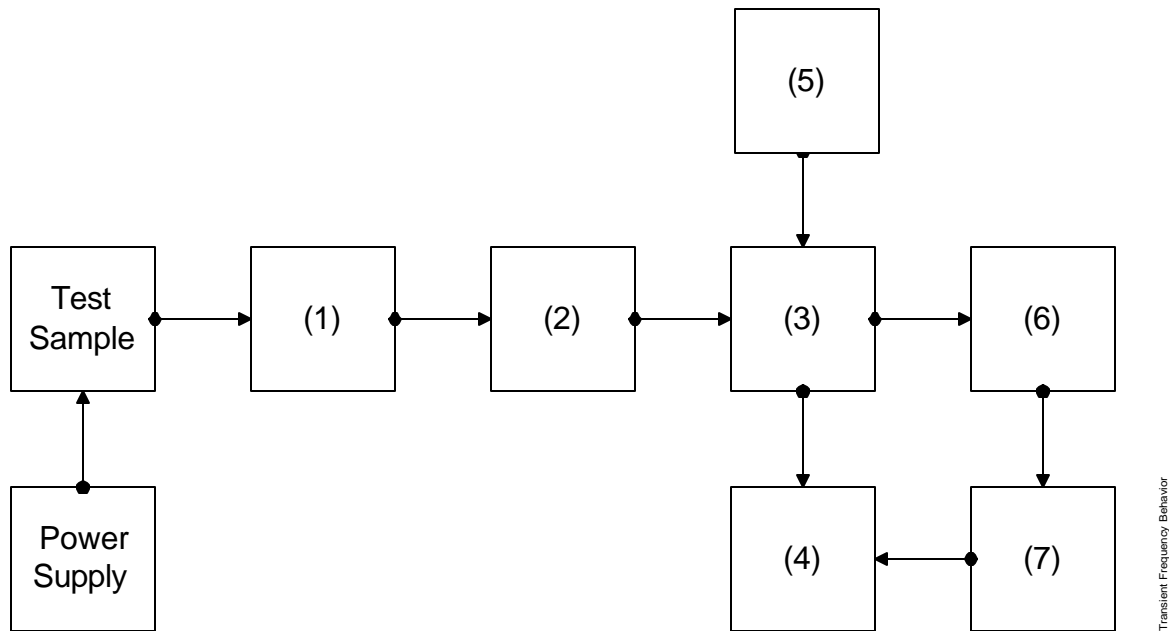 (5)
Test
Sample
(1)
(2)
(3)
(6)
Power
Supply
(4)
(7)
Transient Frequency Behavior